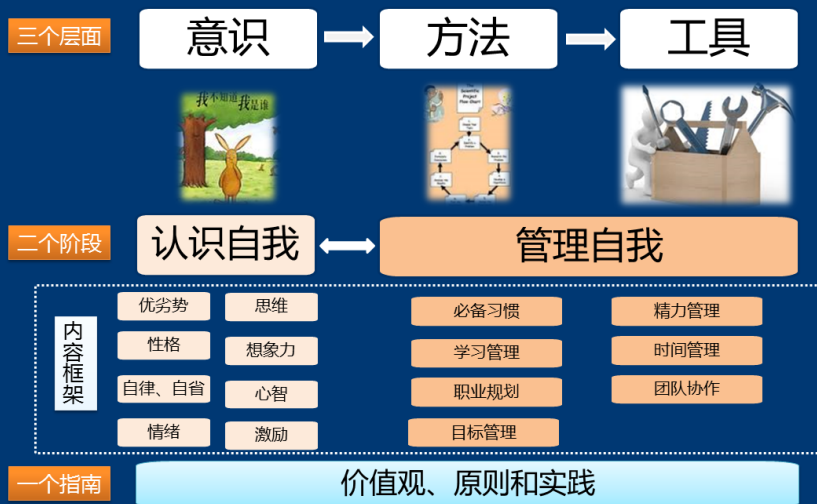 三个层面
意识
方法
工具
我不知道我是谁
Scientific
Project
Flow Chart
二个阶段
认识自我
管理自我
内容框架
优劣势
思维
必备习惯
精力管理
性格
想象力
学习管理
时间管理
自律、自省
心智
职业规划
团队协作
情绪
激励
目标管理
一个指南
价值观、原则和实践